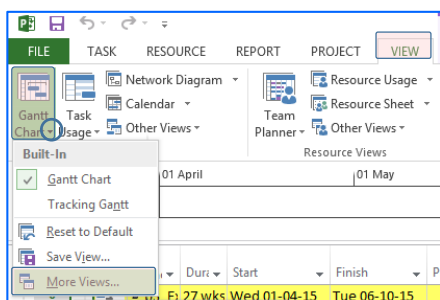 FILE TASK RESOURCE REPORT PROJECT VIEW
Gantt Chart
Task Usage
Network Diagram
Calendar
Other Views
Team Planner
Resource Usage
Resource Sheet
Other Views
Resource Views
Built-In
Gantt Chart
Tracking Gantt
Reset to Default
Save View...
More Views...
01 April 01 May
Start Finish
27 wks Wed 01-04-15 Tue 06-10-15